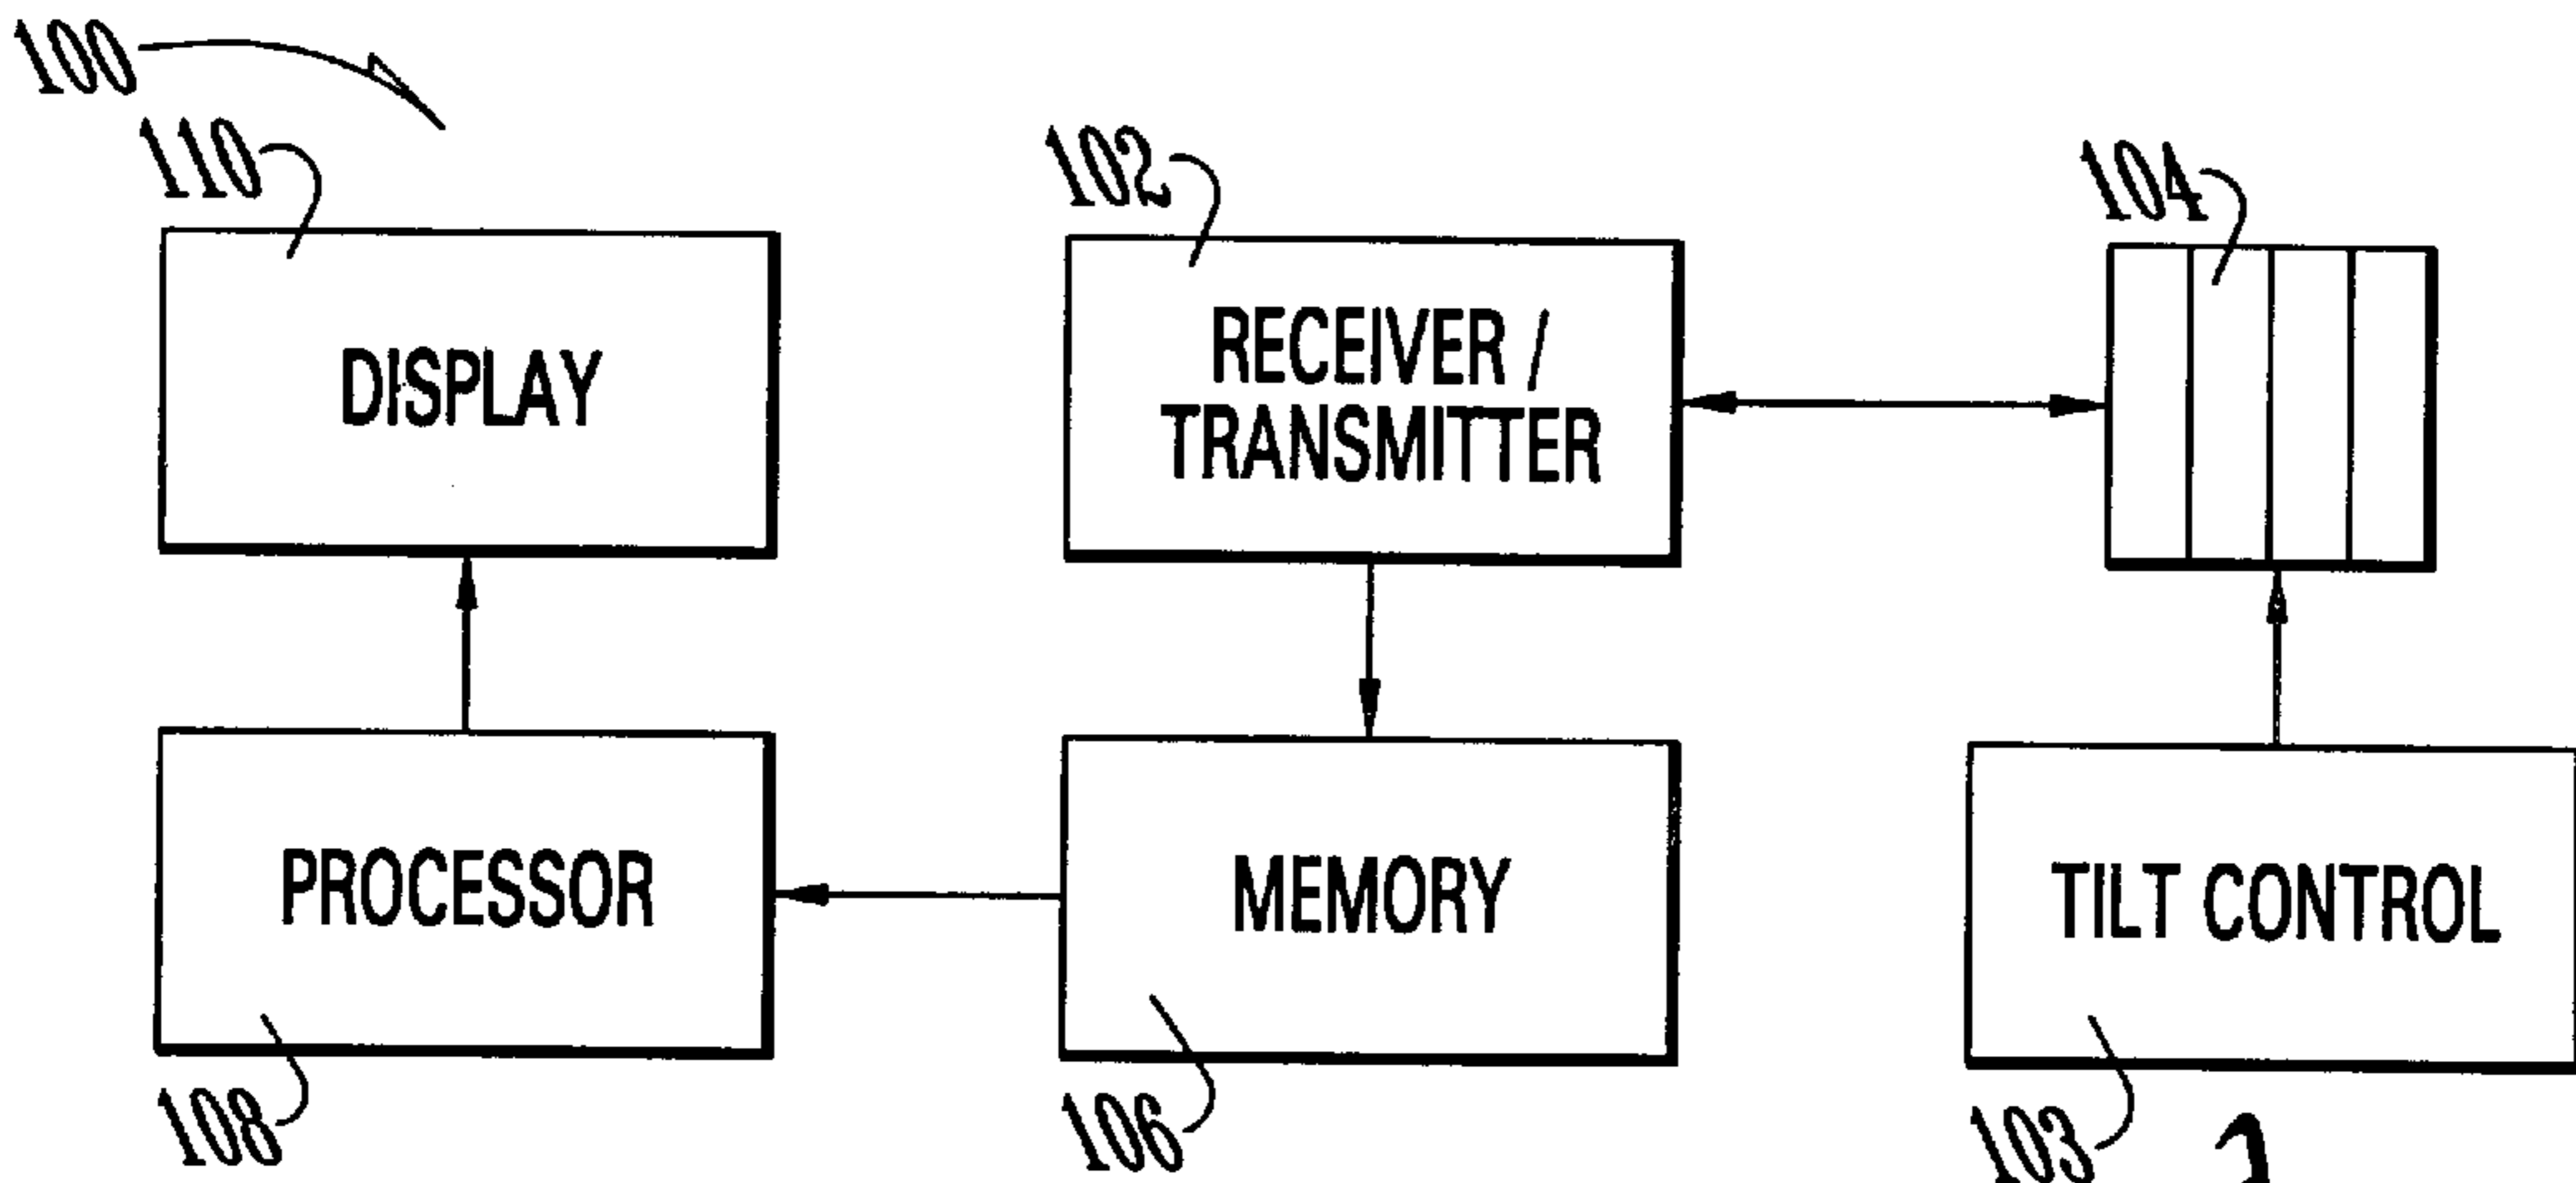 100
110
102
104
DISPLAY
RECEIVER /
TRANSMITTER
PROCESSOR
MEMORY
TILT CONTROL
108
106
103